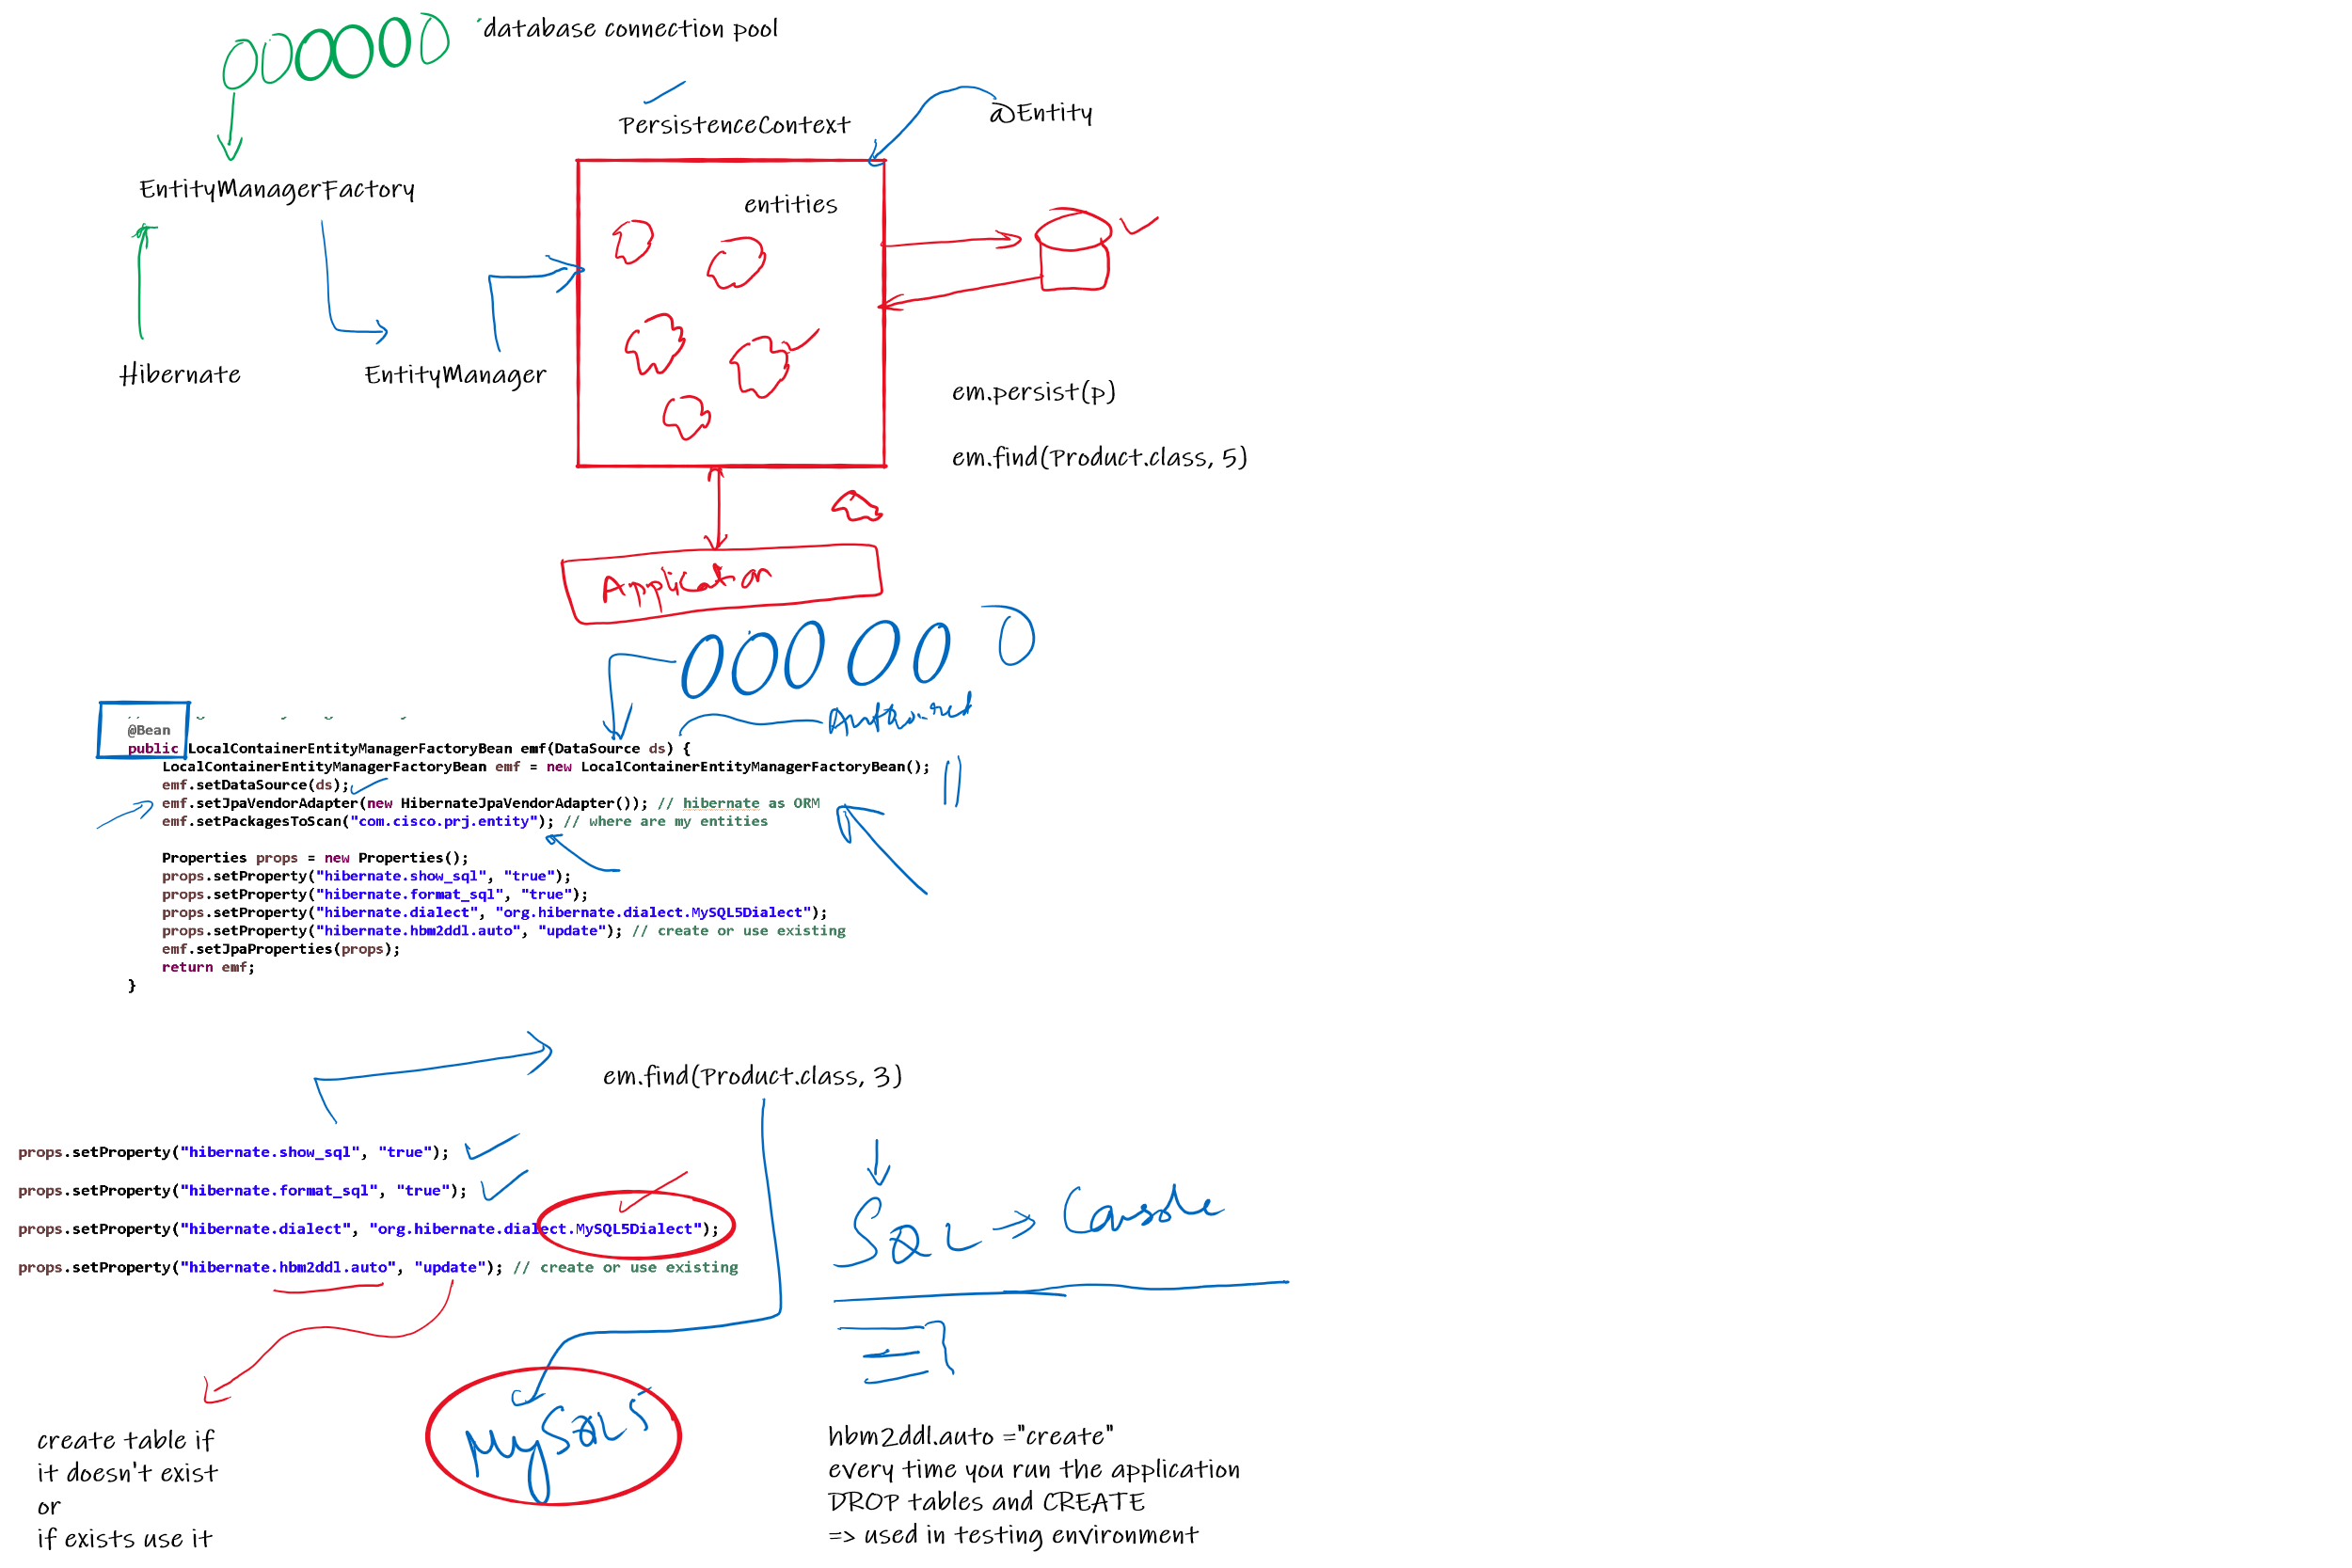 database connection pool
PersistenceContext
@Entity
EntityManagerFactory
entities
Hibernate
EntityManager
em.persist(p)
em.find(Product.class, 5)
Application
@Bean
public LocalContainerEntityManagerFactoryBean emf(DataSource ds) {
LocalContainerEntityManagerFactoryBean emf = new LocalContainerEntityManagerFactoryBean();
emf.setDataSource(ds);
emf.setJpaVendorAdapter(new HibernateJpaVendorAdapter()); // hibernate as ORM
emf.setPackagesToScan("com.cisco.prj.entity"); // where are my entities
Properties props = new Properties();
props.setProperty("hibernate.show_sql", "true");
props.setProperty("hibernate.format_sql", "true");
props.setProperty("hibernate.dialect", "org.hibernate.dialect.MySQL5Dialect");
props.setProperty("hibernate.hbm2ddl.auto", "update"); // create or use existing
emf.setJpaProperties(props);
return emf;
}
em.find(Product.class, 3)
props.setProperty("hibernate.show_sql", "true");
props.setProperty("hibernate.format_sql", "true");
props.setProperty("hibernate.dialect", "org.hibernate.dialect.MySQL5Dialect");
props.setProperty("hibernate.hbm2ddl.auto", "update"); // create or use existing
SQL → Console
MySQL5
create table if
it doesn't exist
or
if exists use it
hbm2ddl.auto ="create"
every time you run the application
DROP tables and CREATE
=> used in testing environment